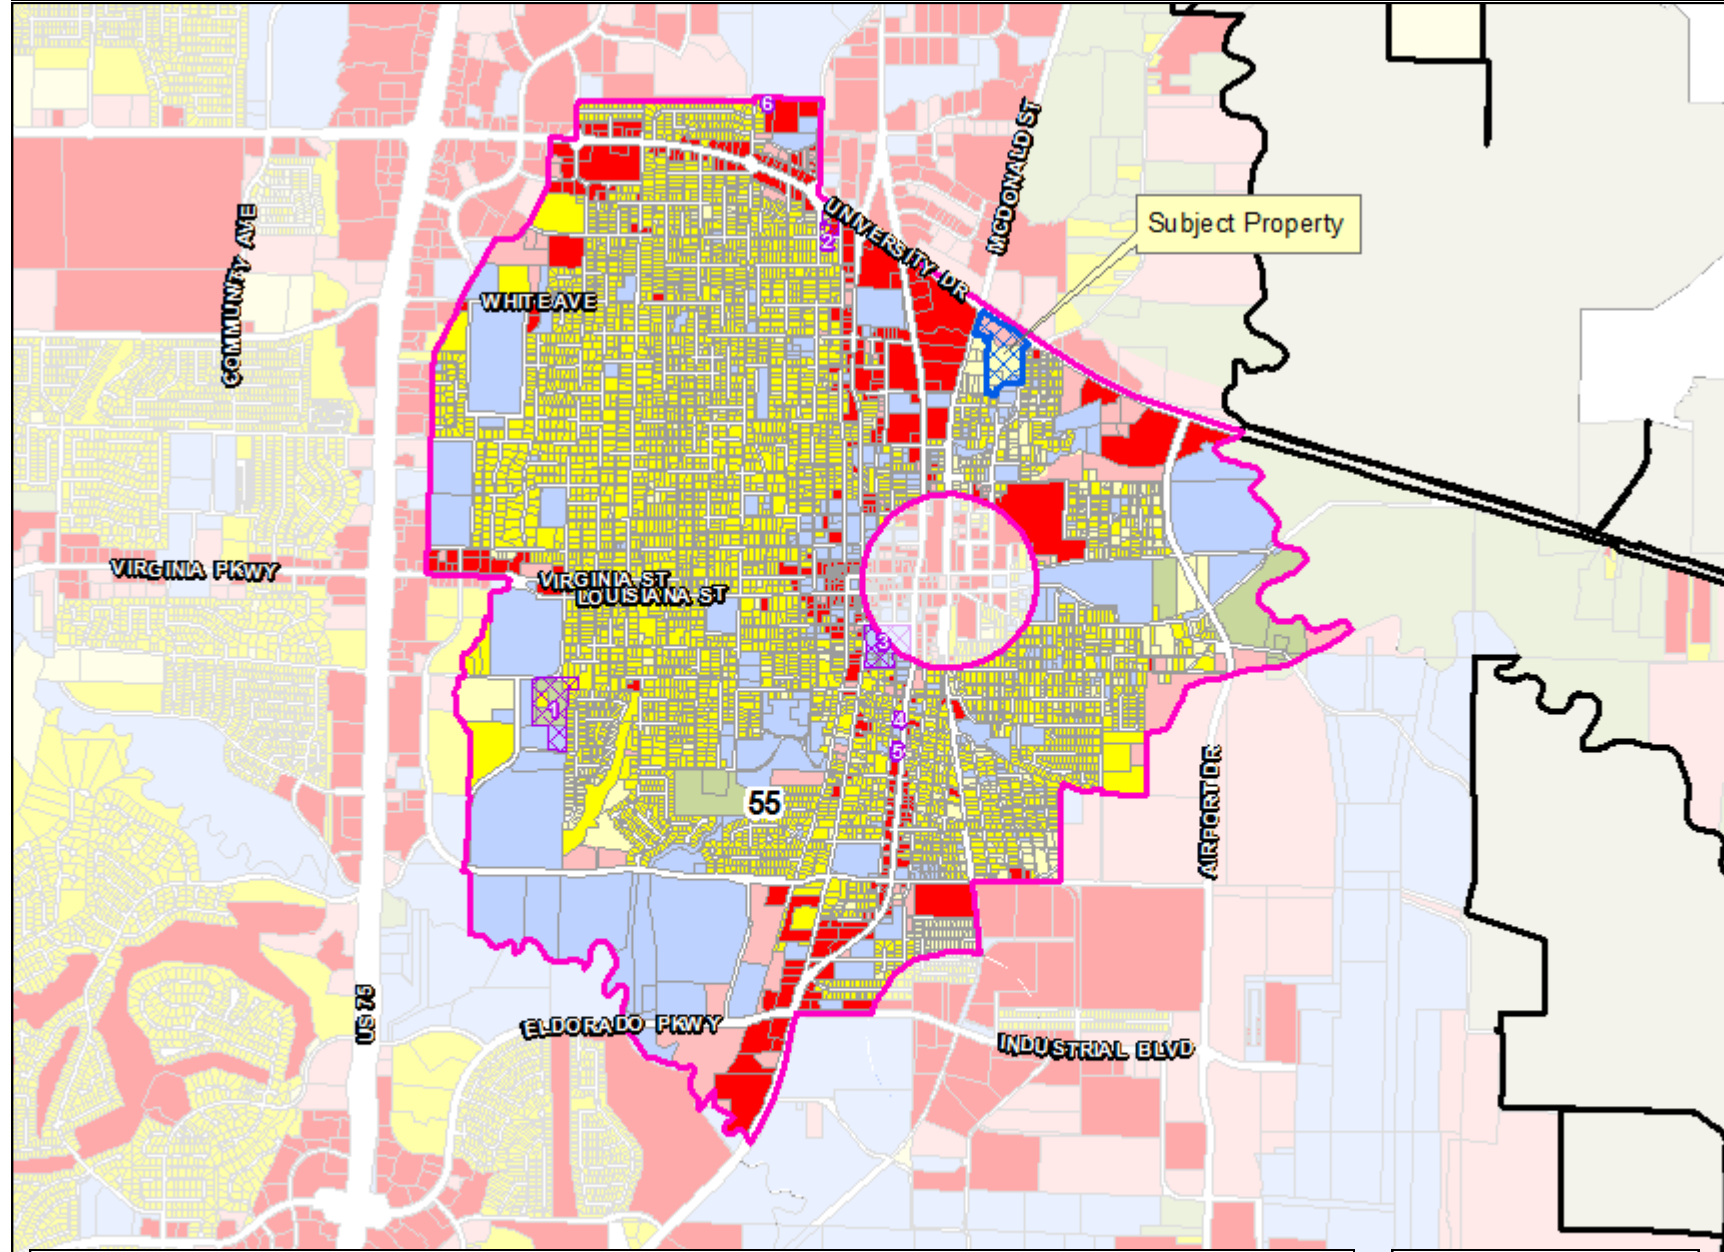 6
MCDONALD ST
UNIVERSITY DR
Subject Property
2
COMMUNITY AVE
WHITE AVE
VIRGINIA PKWY
VIRGINIA ST
LOUISIANA ST
3
1
4
5
55
AIRPORT DR
US 75
ELDORADO PKWY
INDUSTRIAL BLVD